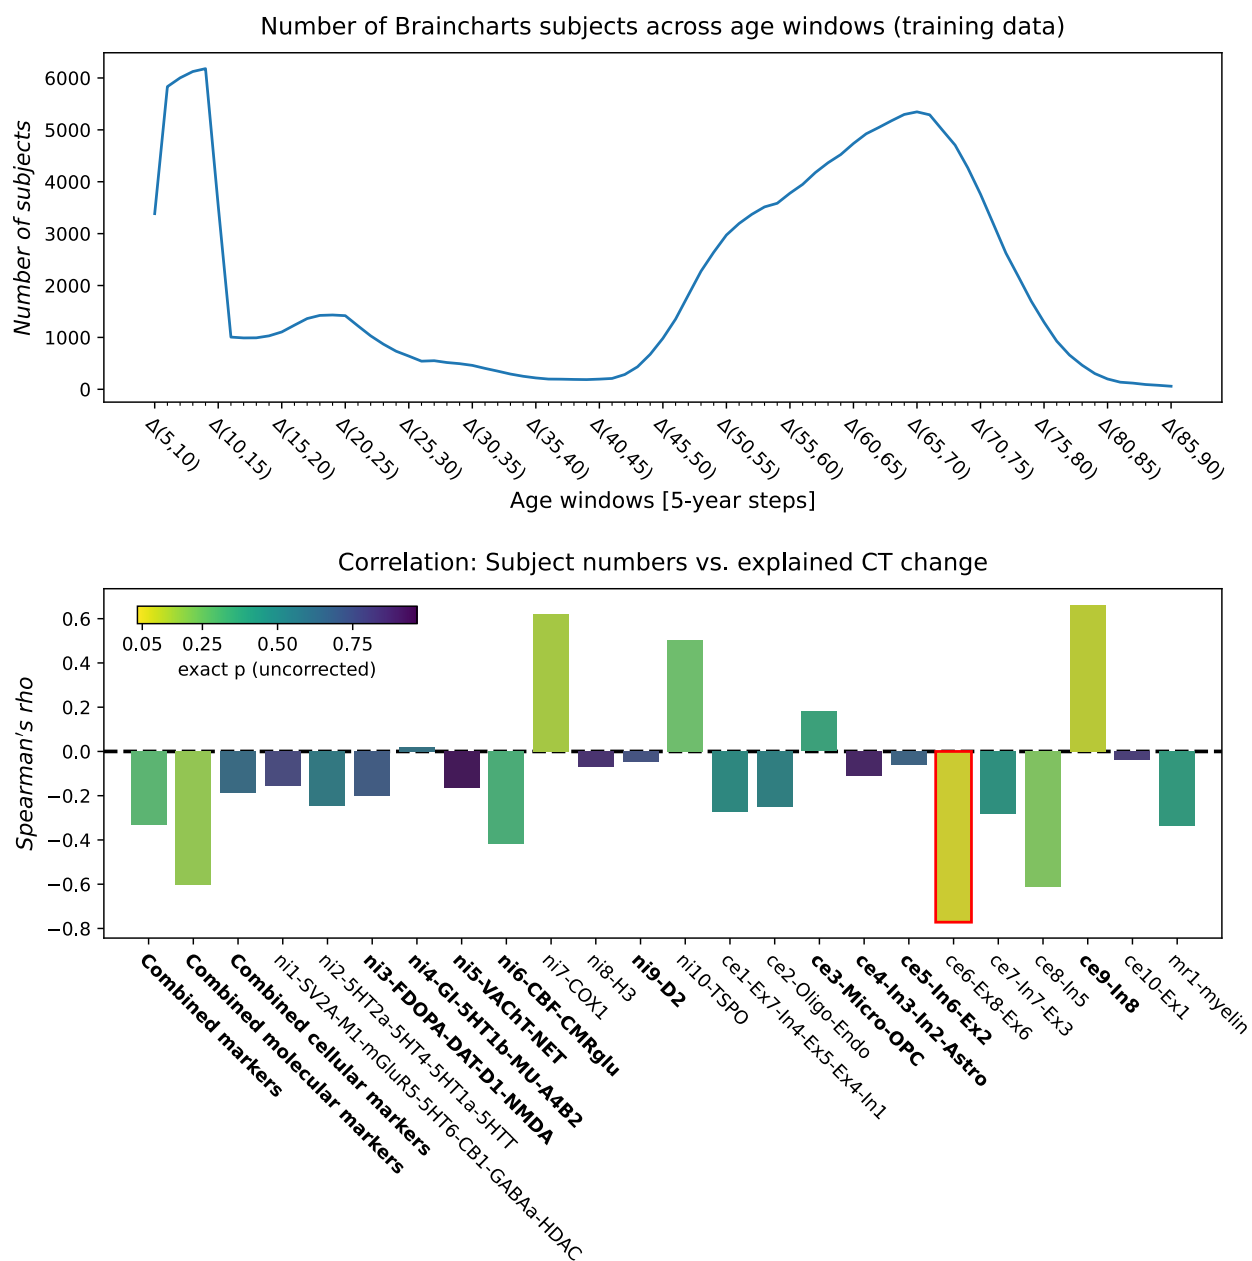 Number of Braincharts subjects across age windows (training data)
Number of subjects
6000
5000
4000
3000
2000
1000
0
Δ(5,10)
Δ(10,15)
Δ(15,20)
Δ(20,25)
Δ(25,30)
Δ(30,35)
Δ(35,40)
Δ(40,45)
Δ(45,50)
Δ(50,55)
Δ(55,60)
Δ(60,65)
Δ(65,70)
Δ(70,75)
Δ(75,80)
Δ(80,85)
Δ(85,90)
Age windows [5-year steps]
Correlation: Subject numbers vs. explained CT change
Spearman's rho
0.6
0.4
0.2
0.0
−0.2
−0.4
−0.6
−0.8
0.05 0.25 0.50 0.75
exact p (uncorrected)
Combined markers
Combined molecular markers
Combined cellular markers
ni1-SV2A-M1-mGluR5-5HT6-CB1-GABAa-HDAC
ni2-5HT2a-5HT4-5HT1a-5HTT
ni3-FDOPA-DAT-D1-NMDA
ni4-GI-5HT1b-MU-A4B2
ni5-VAChT-NET
ni6-CBF-CMRglu
ni7-COX1
ni8-H3
ni9-D2
ni10-TSPO
ce1-Ex7-In4-Ex5-Ex4-In1
ce2-Oligo-Endo
ce3-Micro-OPC
ce4-In3-In2-Astro
ce5-In6-Ex2
ce6-Ex8-Ex6
ce7-In7-Ex3
ce8-In5
ce9-In8
ce10-Ex1
mr1-myelin